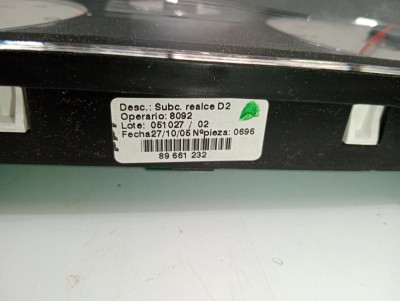 Desc.: Subc. realce D2
Operario: 8092
Lote: 051027 / 02
Fecha27/10/05 Nºpieza: 0696
89 661 232